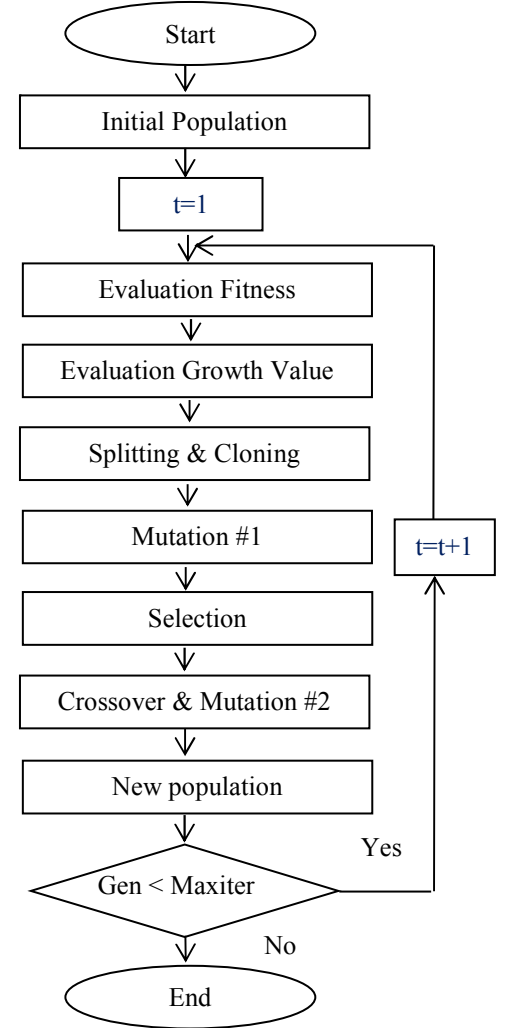 Start
Initial Population
t=1
Evaluation Fitness
Evaluation Growth Value
Splitting & Cloning
Mutation #1
t=t+1
Selection
Crossover & Mutation #2
New population
Yes
Gen < Maxiter
No
End